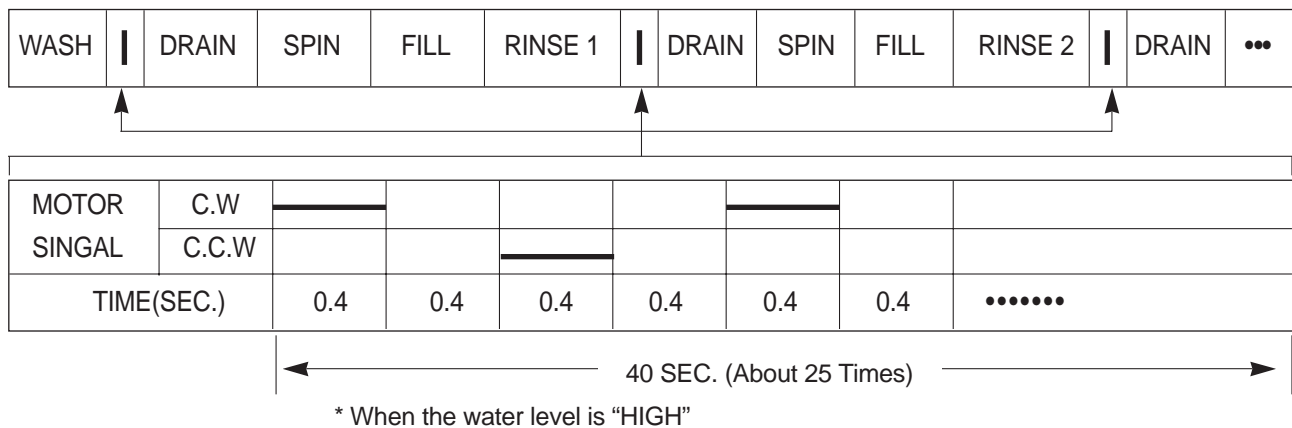 WASH DRAIN SPIN FILL RINSE 1 DRAIN SPIN FILL RINSE 2 DRAIN •••
MOTOR C.W
SINGAL C.C.W
TIME(SEC.) 0.4 0.4 0.4 0.4 0.4 0.4 •••••••
40 SEC. (About 25 Times)
* When the water level is “HIGH”